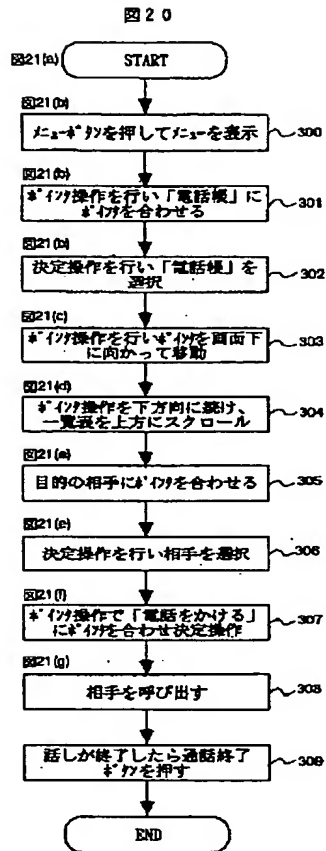 図20
図21(a)
START
図21(b)
メニューボタンを押してメニューを表示
300
図21(b)
ポインタ操作を行い「電話帳」に
ポインタを合わせる
301
図21(b)
決定操作を行い「電話帳」を
選択
302
図21(c)
ポインタ操作を行いポインタを画面下
に向かって移動
303
図21(d)
ポインタ操作を下方向に続け、
一覧表を上方にスクロール
304
図21(e)
目的の相手にポインタを合わせる
305
図21(e)
決定操作を行い相手を選択
306
図21(f)
ポインタ操作で「電話をかける」
にポインタを合わせ決定操作
307
図21(g)
相手を呼び出す
308
話しが終了したら通話終了
ボタンを押す
309
END